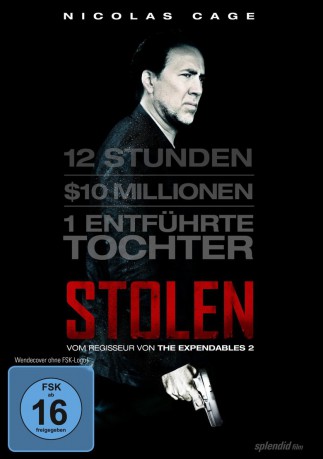 NICOLAS CAGE
12 STUNDEN
$10 MILLIONEN
1 ENTFÜHRTE
TOCHTER
STOLEN
VOM REGISSEUR VON THE EXPENDABLES 2
Wendecover ohne FSK-Logo!
FSK
ab
16
freigegeben
splendid film